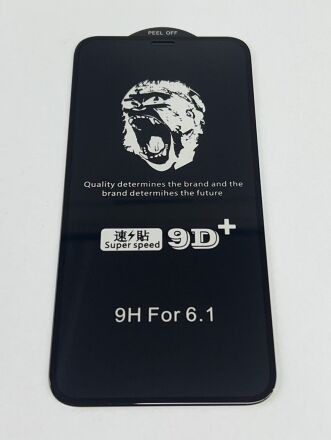 PEEL OFF
Quality determines the brand and the
brand determihes the future
速⚡貼 9D+
Super speed
9H For 6.1